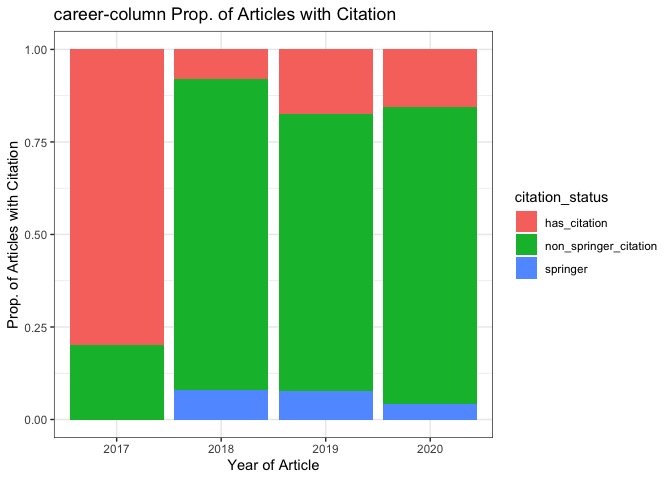 career-column Prop. of Articles with Citation
Prop. of Articles with Citation
1.00
0.75
0.50
0.25
0.00
2017
2018
2019
2020
Year of Article
citation_status
has_citation
non_springer_citation
springer